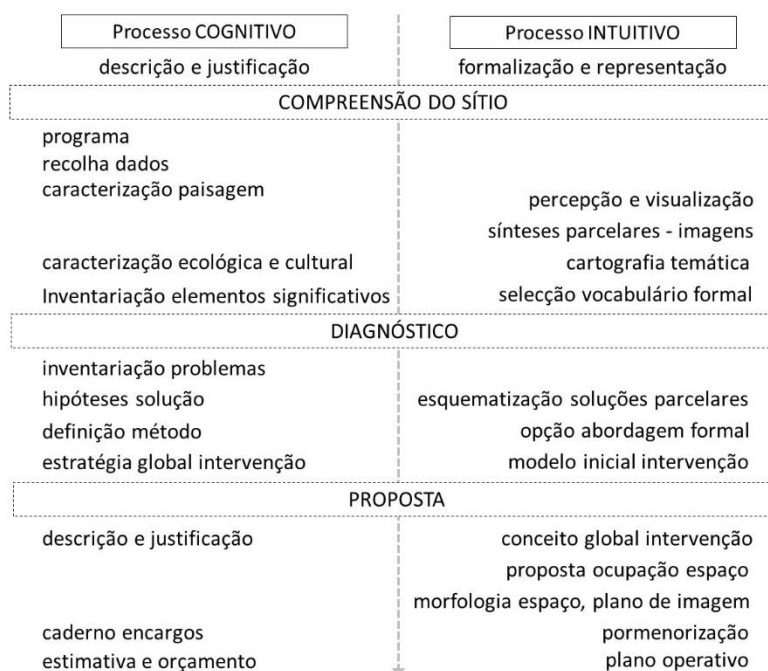 Processo COGNITIVO
Processo INTUITIVO
descrição e justificação
formalização e representação
COMPREENSÃO DO SÍTIO
programa
recolha dados
caracterização paisagem
percepção e visualização
sínteses parcelares - imagens
caracterização ecológica e cultural
cartografia temática
Inventariação elementos significativos
selecção vocabulário formal
DIAGNÓSTICO
inventariação problemas
hipóteses solução
esquematização soluções parcelares
definição método
opção abordagem formal
estratégia global intervenção
modelo inicial intervenção
PROPOSTA
descrição e justificação
conceito global intervenção
proposta ocupação espaço
morfologia espaço, plano de imagem
caderno encargos
pormenorização
estimativa e orçamento
plano operativo